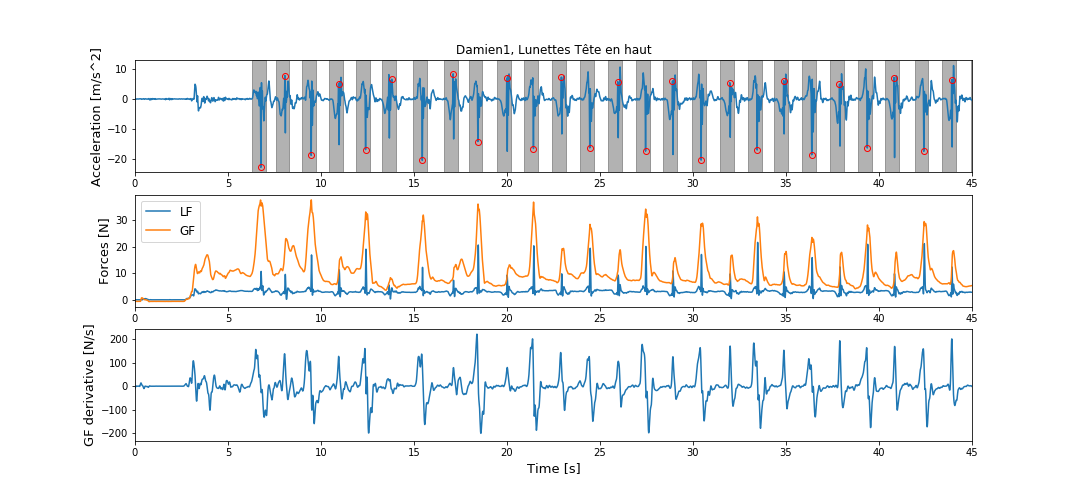 Damien1, Lunettes Tête en haut
Acceleration [m/s^2]
10
0
−10
−20
0 5 10 15 20 25 30 35 40 45
Forces [N]
30
20
10
0
LF
GF
0 5 10 15 20 25 30 35 40 45
GF derivative [N/s]
200
100
0
−100
−200
0 5 10 15 20 25 30 35 40 45
Time [s]